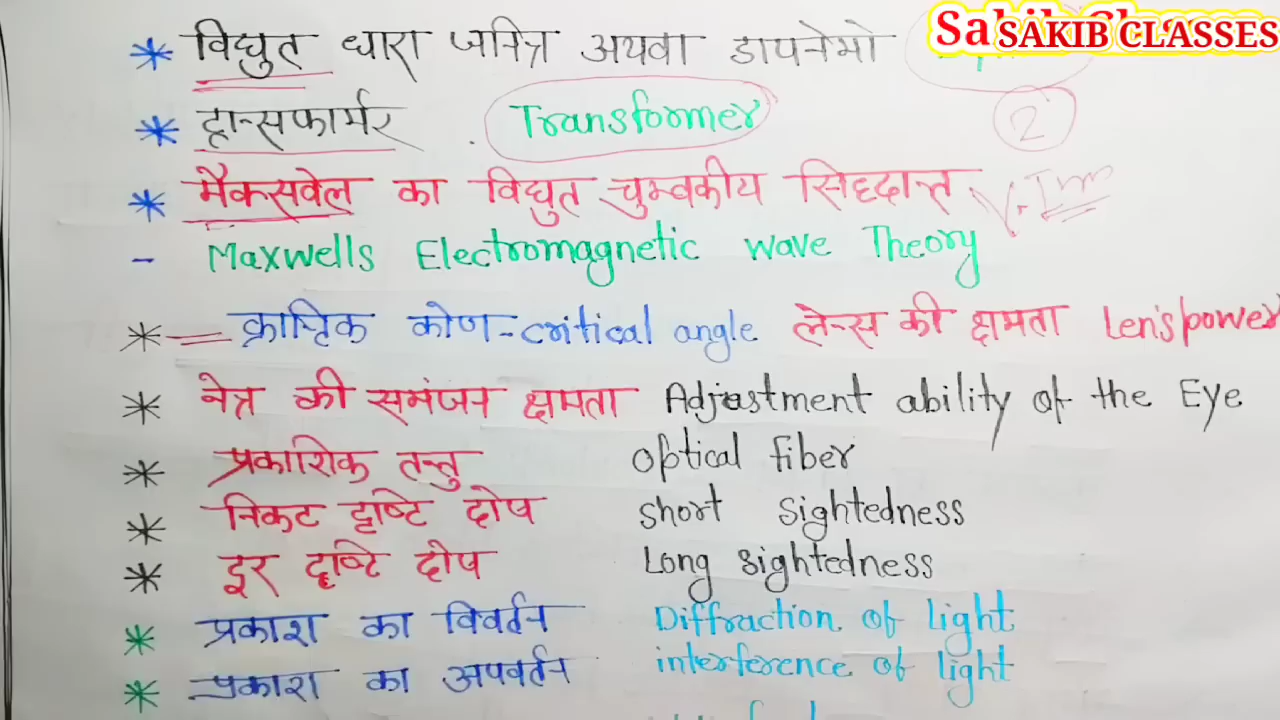 SAKIB CLASSES
* विद्युत धारा जनित्र अथवा डायनेमो
* ट्रान्सफार्मर . Transformer 2
* मैक्सवेल का विद्युत चुम्बकीय सिद्दान्त V.Imp
- Maxwells Electromagnetic wave Theory
* = क्रान्तिक कोण-critical angle लेन्स की क्षमता Len's power
* नेत्र की समंजन क्षमता Adjustment ability of the Eye
* प्रकाशिक तन्तु optical fiber
* निकट दृष्टि दोष short sightedness
* दूर दृष्टि दोष Long sightedness
* प्रकाश का विवर्तन Diffraction of light
* प्रकाश का अपवर्तन interference of light